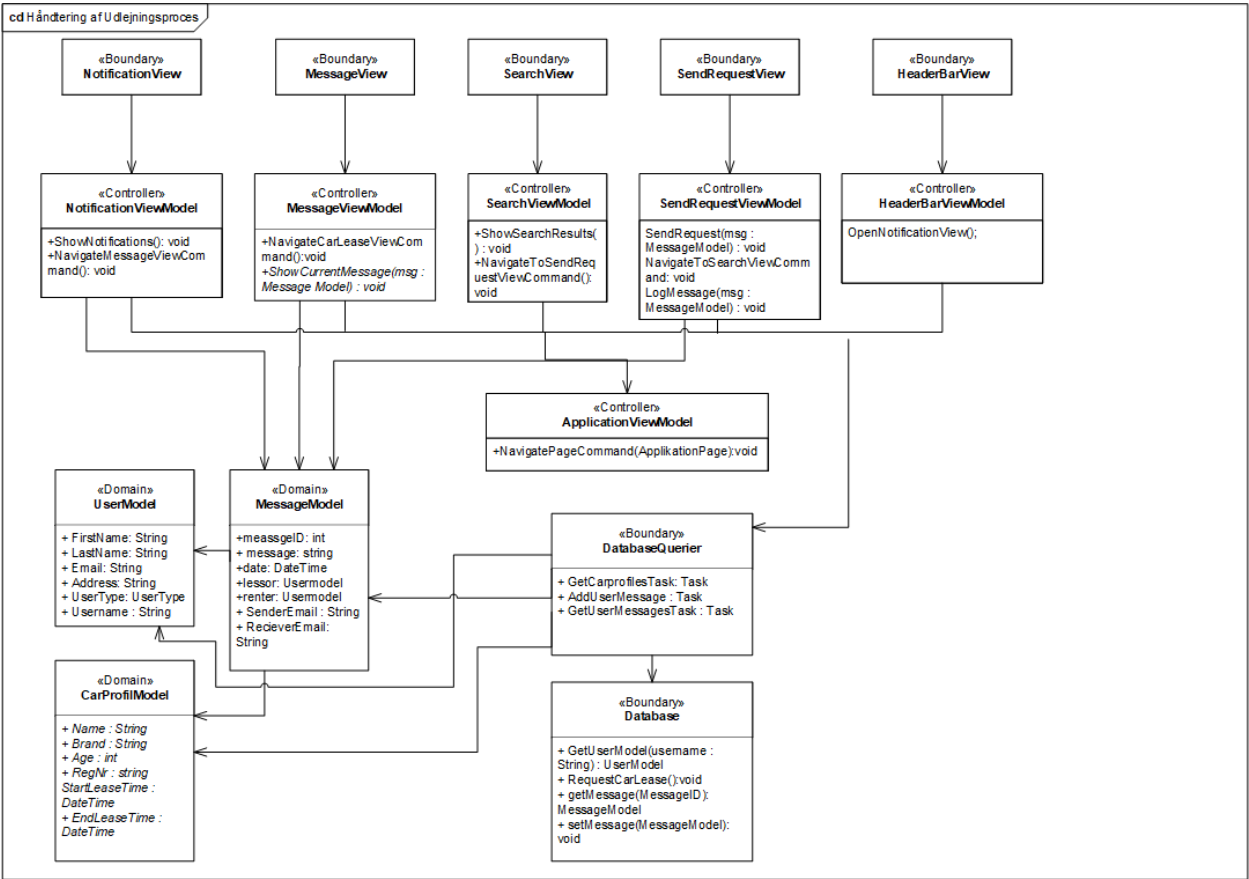 cd Håndtering af Udlejningsproces
«Boundary»
NotificationView
«Boundary»
MessageView
«Boundary»
SearchView
«Boundary»
SendRequestView
«Boundary»
HeaderBarView
«Controller»
NotificationViewModel
+ShowNotifications(): void
+NavigateMessageViewCom
mand(): void
«Controller»
MessageViewModel
+NavigateCarLeaseViewCom
mand():void
+ShowCurrentMessage(msg :
Message Model) : void
«Controller»
SearchViewModel
+ShowSearchResults(
) : void
+NavigateToSendReq
uestViewCommand():
void
«Controller»
SendRequestViewModel
SendRequest(msg :
MessageModel) : void
NavigateToSearchViewComm
and: void
LogMessage(msg :
MessageModel) : void
«Controller»
HeaderBarViewModel
OpenNotificationView();
«Controller»
ApplicationViewModel
+NavigatePageCommand(ApplikationPage):void
«Domain»
UserModel
+ FirstName: String
+ LastName: String
+ Email: String
+ Address: String
+ UserType: UserType
+ Username : String
«Domain»
MessageModel
+meassgeID: int
+ message: string
+date: DateTime
+lessor: Usermodel
+renter: Usermodel
+ SenderEmail : String
+ RecieverEmail:
String
«Boundary»
DatabaseQuerier
+ GetCarprofilesTask: Task
+ AddUserMessage : Task
+ GetUserMessagesTask : Task
«Domain»
CarProfilModel
+ Name : String
+ Brand : String
+ Age : int
+ RegNr : string
StartLeaseTime :
DateTime
+ EndLeaseTime :
DateTime
«Boundary»
Database
+ GetUserModel(username :
String) : UserModel
+ RequestCarLease():void
+ getMessage(MessageID):
MessageModel
+ setMessage(MessageModel):
void